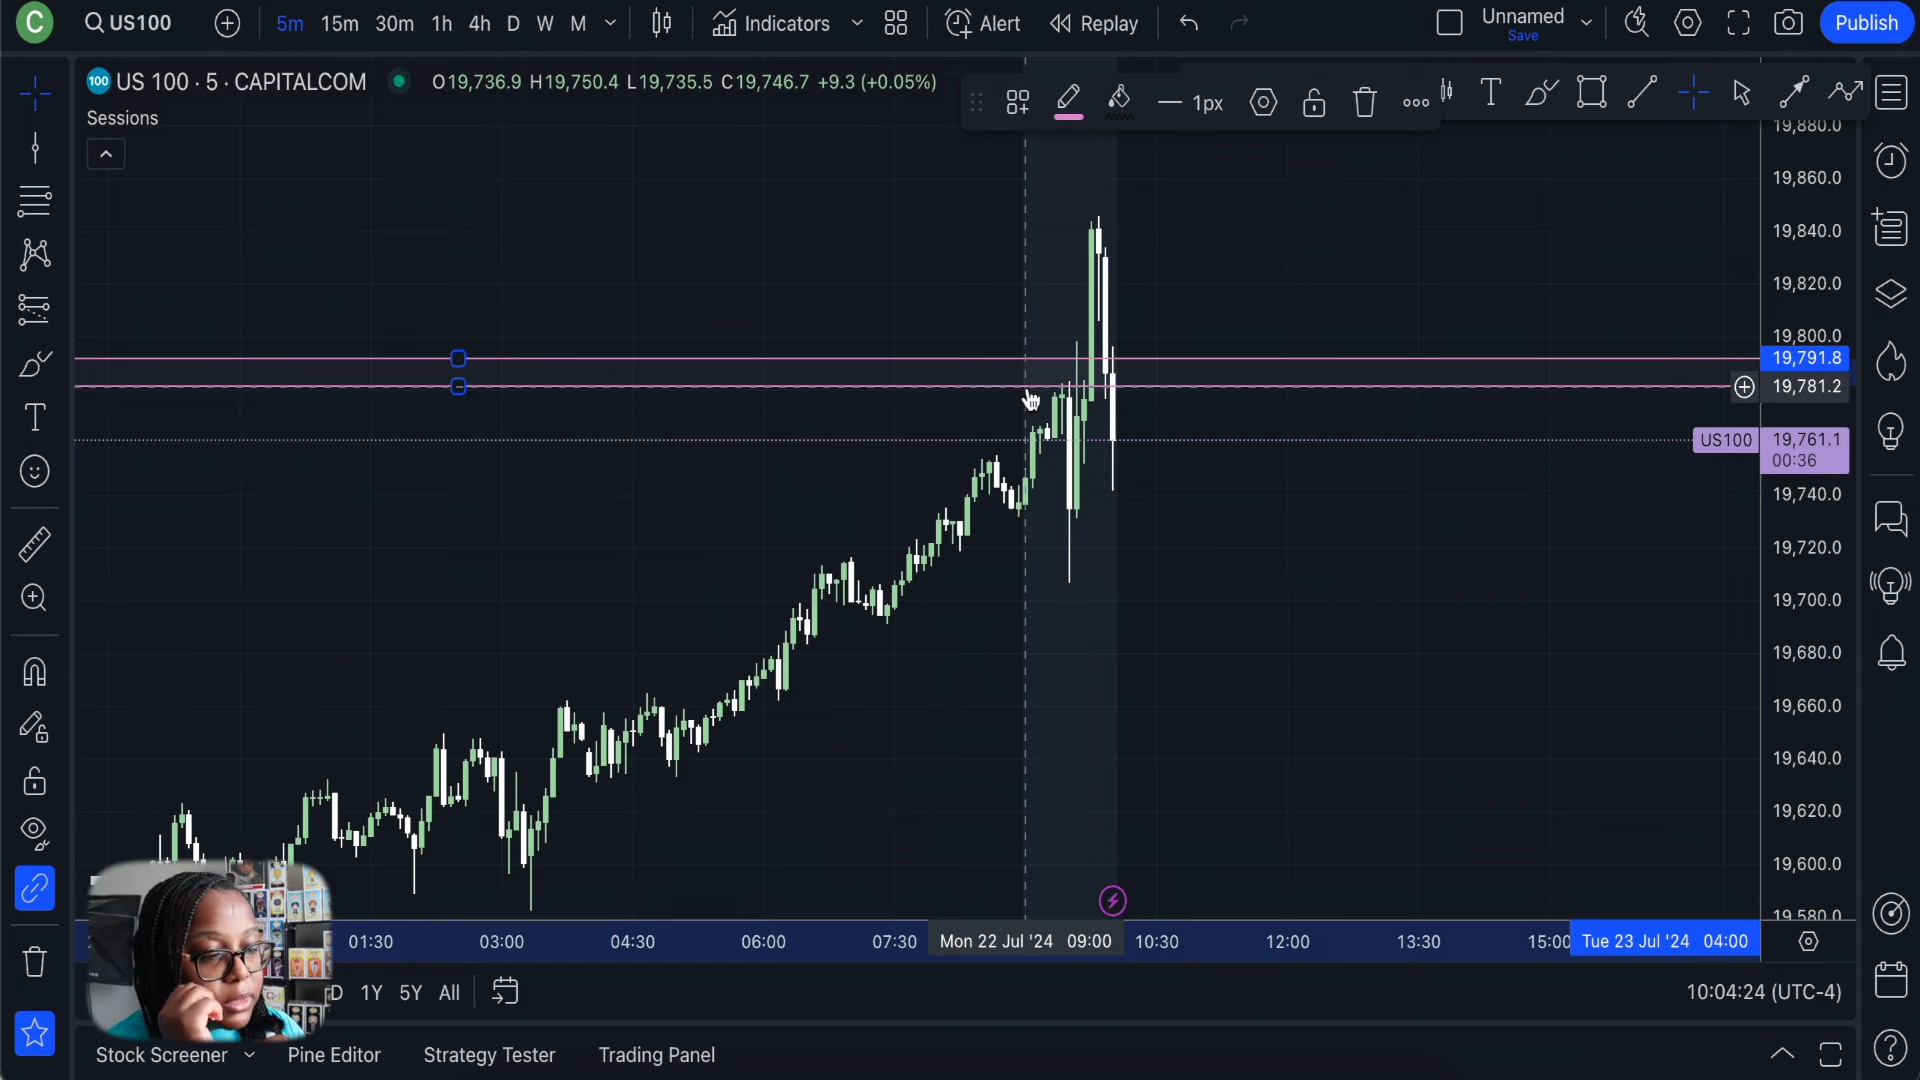 C
US100
5m 15m 30m 1h 4h D W M
Indicators
Alert
Replay
Unnamed
Save
Publish
100 US 100 · 5 · CAPITALCOM O19,736.9 H19,750.4 L19,735.5 C19,746.7 +9.3 (+0.05%)
1px
Sessions
19,880.0
19,860.0
19,840.0
19,820.0
19,800.0
19,791.8
19,781.2
US100 19,761.1
00:36
19,740.0
19,720.0
19,700.0
19,680.0
19,660.0
19,640.0
19,620.0
19,600.0
19,580.0
01:30 03:00 04:30 06:00 07:30 Mon 22 Jul '24 09:00 10:30 12:00 13:30 15:00 Tue 23 Jul '24 04:00
D 1Y 5Y All
10:04:24 (UTC-4)
Stock Screener Pine Editor Strategy Tester Trading Panel